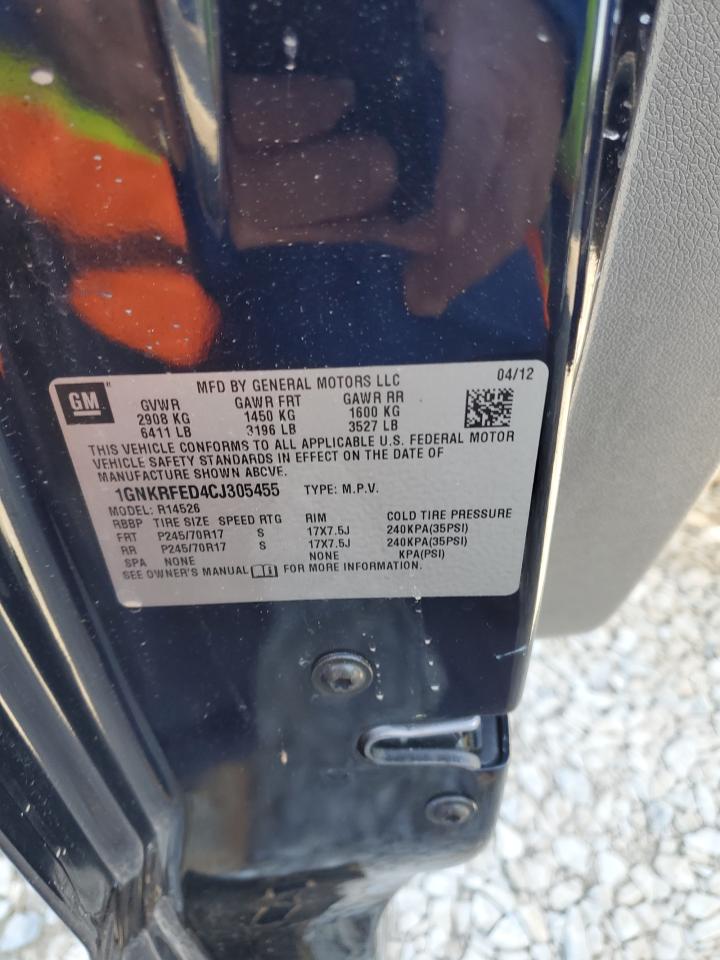 GM
MFD BY GENERAL MOTORS LLC 04/12
GVWR GAWR FRT GAWR RR
2908 KG 1450 KG 1600 KG
6411 LB 3196 LB 3527 LB
THIS VEHICLE CONFORMS TO ALL APPLICABLE U.S. FEDERAL MOTOR
VEHICLE SAFETY STANDARDS IN EFFECT ON THE DATE OF
MANUFACTURE SHOWN ABOVE.
1GNKRFED4CJ305455 TYPE: M.P.V.
MODEL: R14526
RBBP TIRE SIZE SPEED RTG RIM COLD TIRE PRESSURE
FRT P245/70R17 S 17X7.5J 240KPA(35PSI)
RR P245/70R17 S 17X7.5J 240KPA(35PSI)
SPA NONE NONE KPA(PSI)
SEE OWNER'S MANUAL FOR MORE INFORMATION.